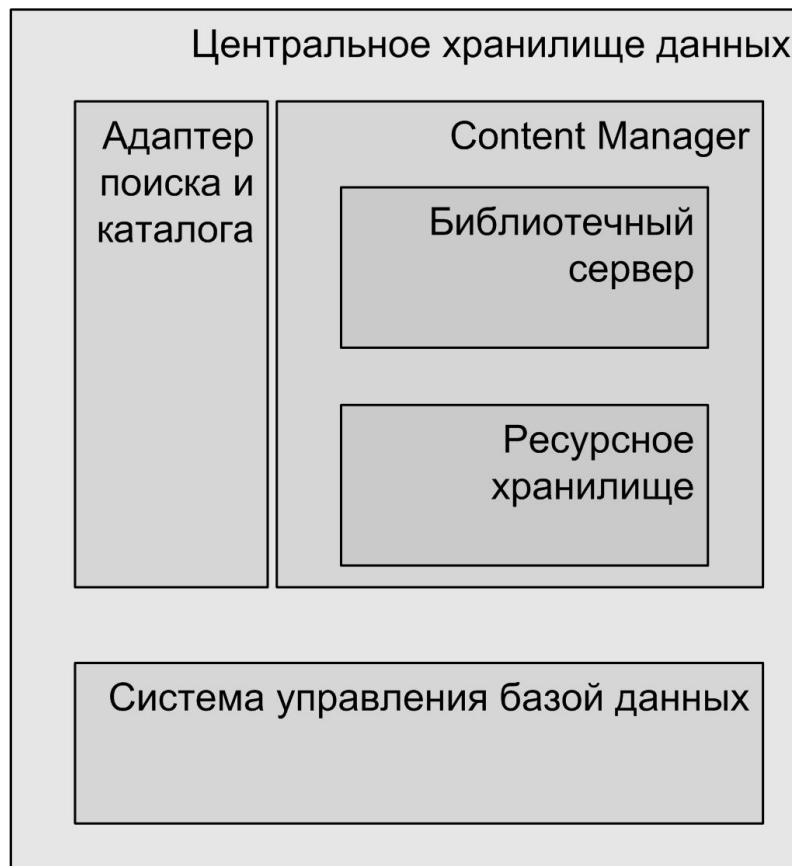 Центральное хранилище данных
Адаптер
поиска и
каталога
Content Manager
Библиотечный
сервер
Ресурсное
хранилище
Система управления базой данных